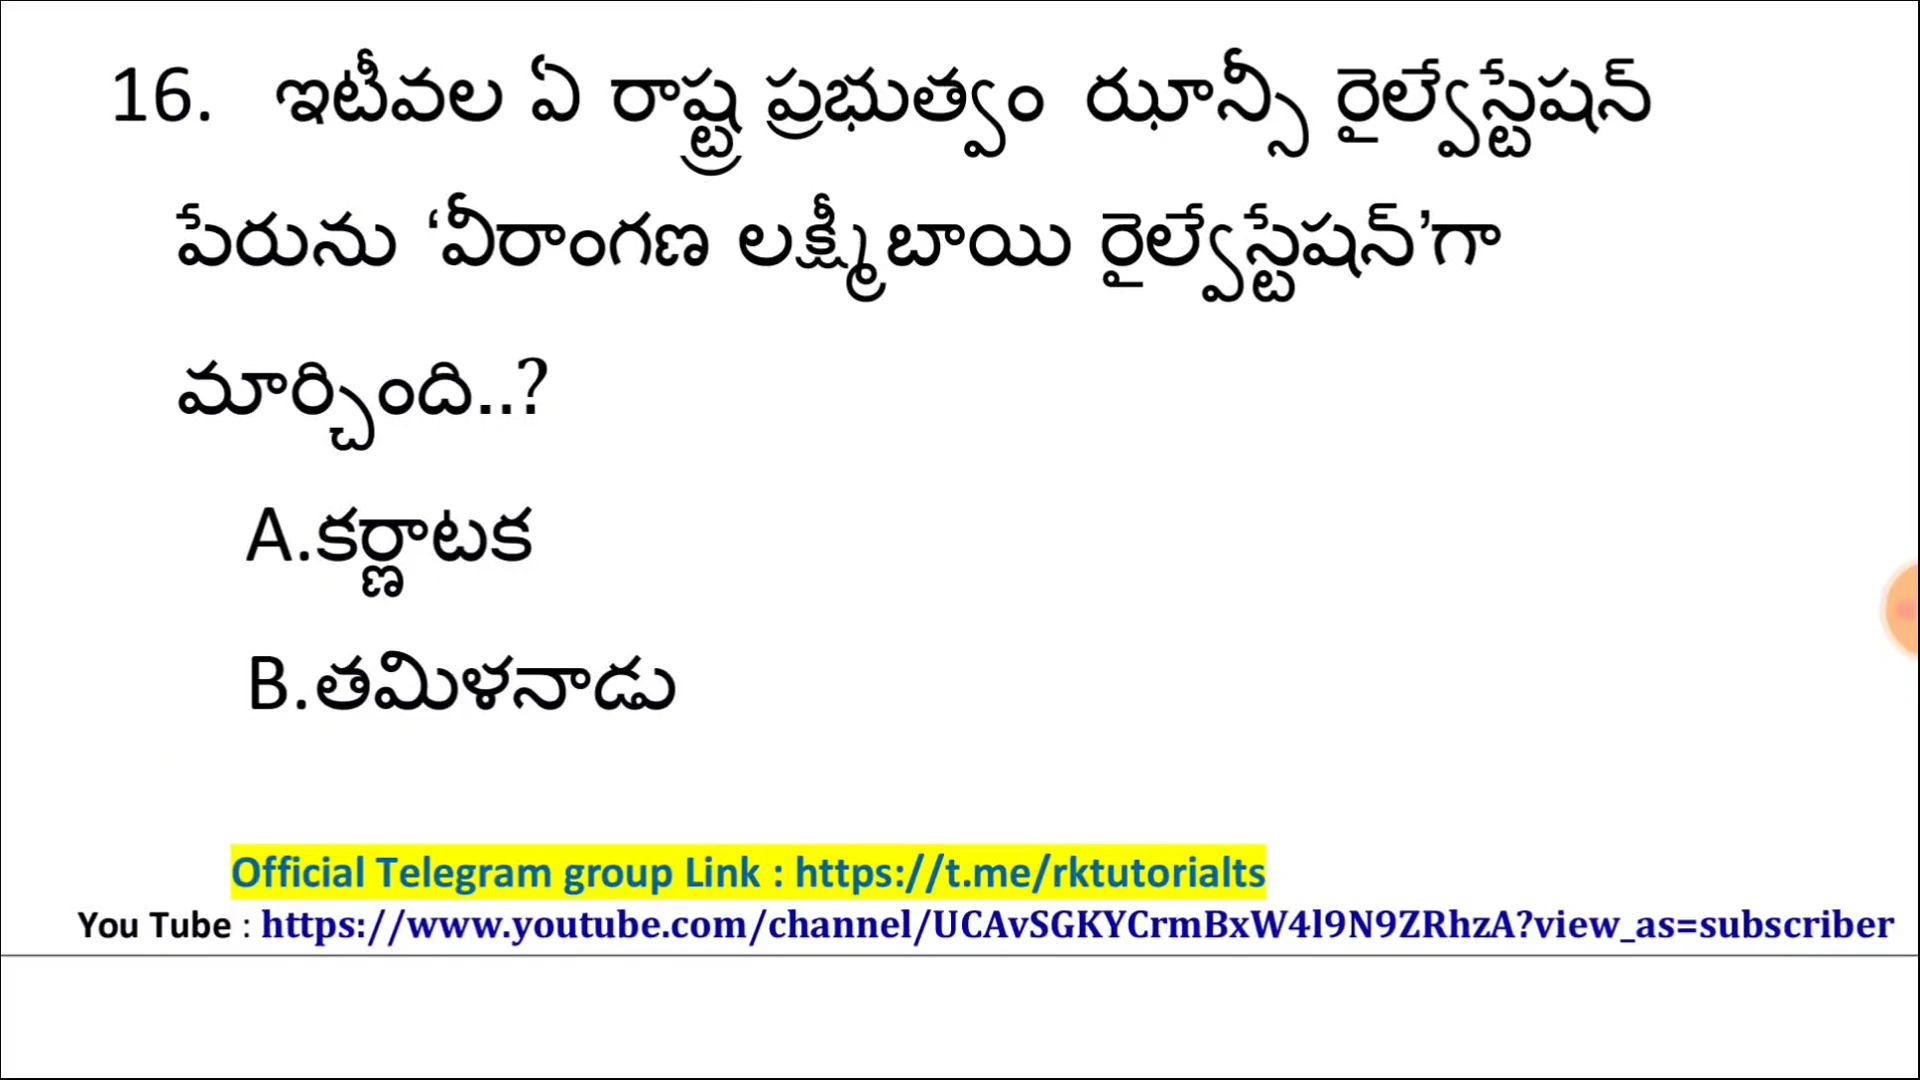 16. ఇటీవల ఏ రాష్ట్ర ప్రభుత్వం ఝాన్సీ రైల్వేస్టేషన్
పేరును ‘వీరాంగణ లక్ష్మీబాయి రైల్వేస్టేషన్’గా
మార్చింది..?
A.కర్ణాటక
B.తమిళనాడు
Official Telegram group Link : https://t.me/rktutorialts
You Tube : https://www.youtube.com/channel/UCAvSGKYCrmBxW4l9N9ZRhzA?view_as=subscriber